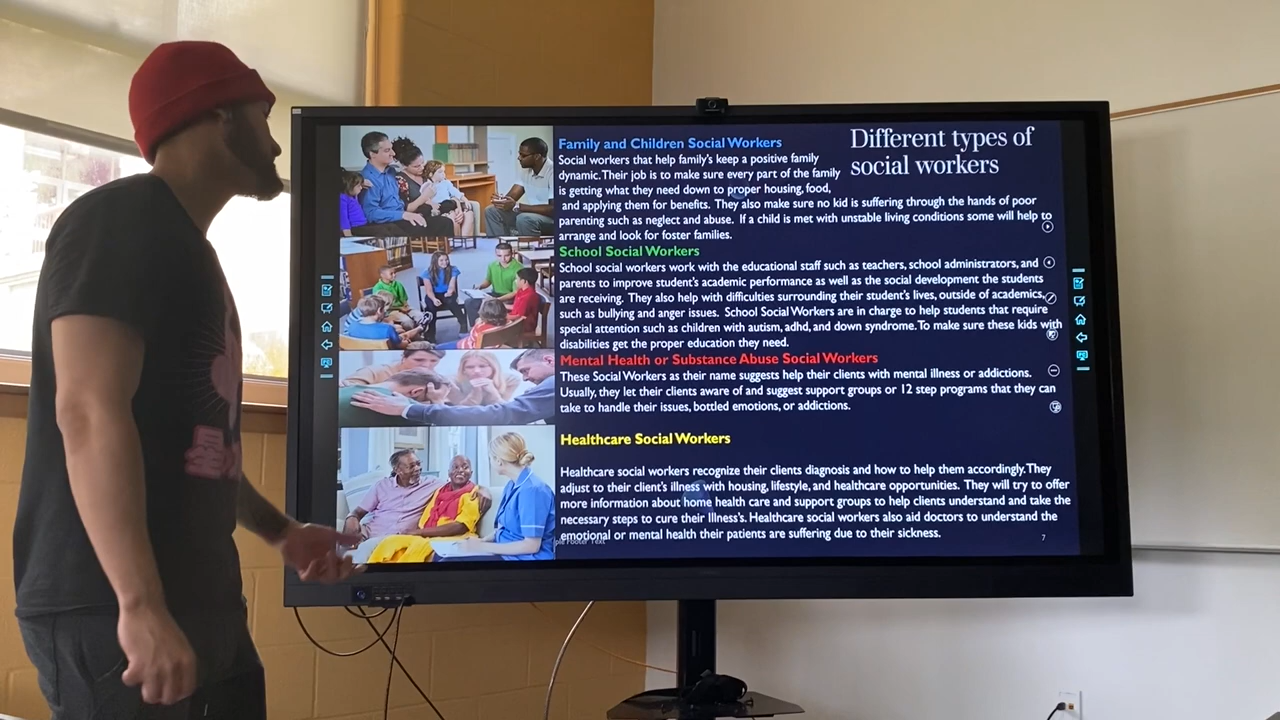 Different types of
social workers
Family and Children Social Workers
Social workers that help family's keep a positive family
dynamic. Their job is to make sure every part of the family
is getting what they need down to proper housing, food,
and applying them for benefits. They also make sure no kid is suffering through the hands of poor
parenting such as neglect and abuse. If a child is met with unstable living conditions some will help to
arrange and look for foster families.
School Social Workers
School social workers work with the educational staff such as teachers, school administrators, and
parents to improve student's academic performance as well as the social development the students
are receiving. They also help with difficulties surrounding their student's lives, outside of academics,
such as bullying and anger issues. School Social Workers are in charge to help students that require
special attention such as children with autism, adhd, and down syndrome. To make sure these kids with
disabilities get the proper education they need.
Mental Health or Substance Abuse Social Workers
These Social Workers as their name suggests help their clients with mental illness or addictions.
Usually, they let their clients aware of and suggest support groups or 12 step programs that they can
take to handle their issues, bottled emotions, or addictions.
Healthcare Social Workers
Healthcare social workers recognize their clients diagnosis and how to help them accordingly. They
adjust to their client's illness with housing, lifestyle, and healthcare opportunities. They will try to offer
more information about home health care and support groups to help clients understand and take the
necessary steps to cure their Illness's. Healthcare social workers also aid doctors to understand the
emotional or mental health their patients are suffering due to their sickness.
Footer Text
7